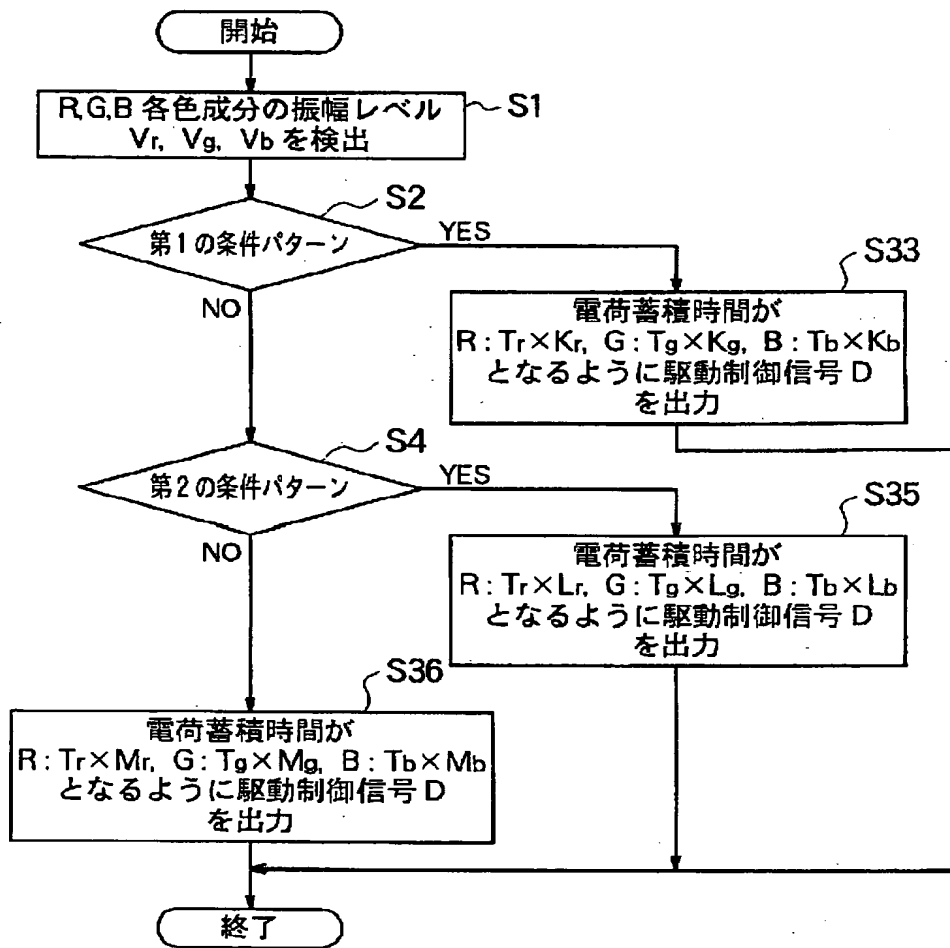 開始
R,G,B 各色成分の振幅レベル
Vr, Vg, Vb を検出
S1
S2
第1の条件パターン
YES
NO
S33
電荷蓄積時間が
R:Tr×Kr, G:Tg×Kg, B:Tb×Kb
となるように駆動制御信号 D
を出力
S4
第2の条件パターン
YES
NO
S35
電荷蓄積時間が
R:Tr×Lr, G:Tg×Lg, B:Tb×Lb
となるように駆動制御信号 D
を出力
S36
電荷蓄積時間が
R:Tr×Mr, G:Tg×Mg, B:Tb×Mb
となるように駆動制御信号 D
を出力
終了